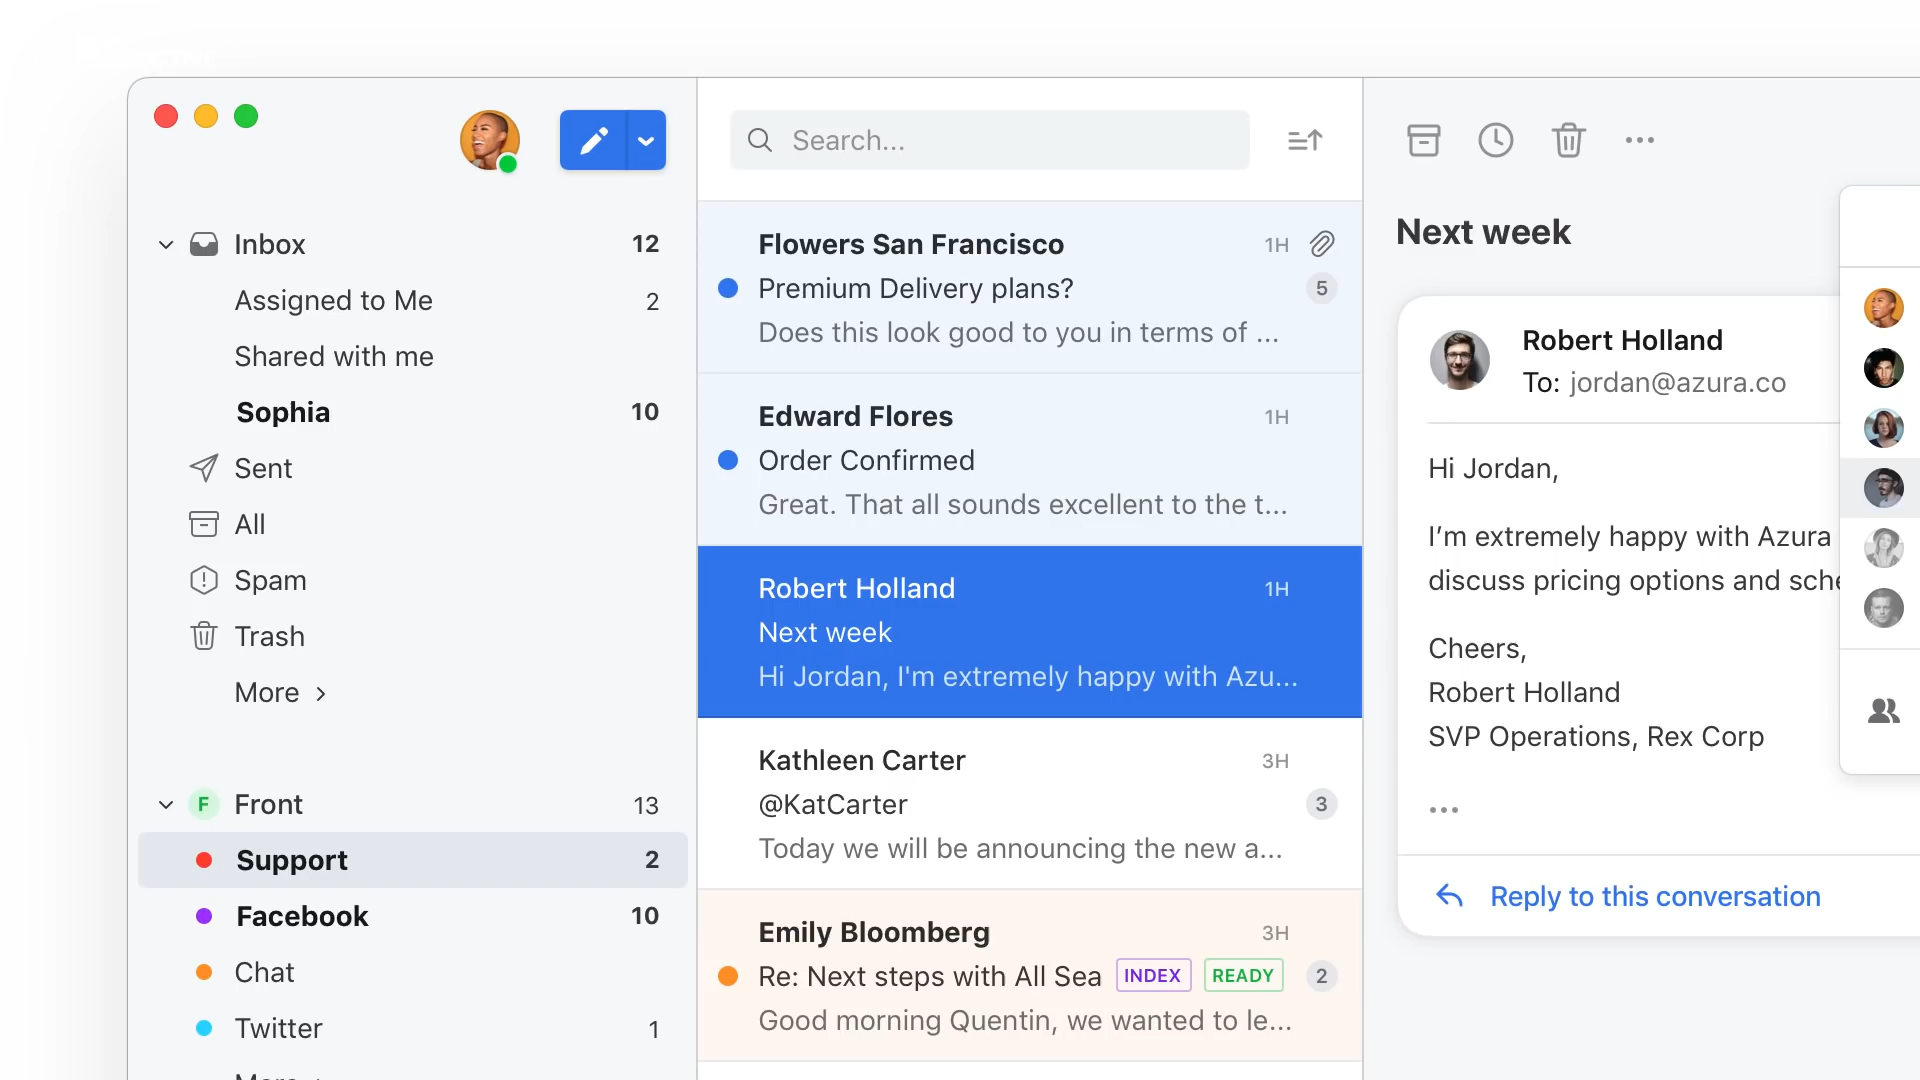 Inbox 12
Assigned to Me 2
Shared with me
Sophia 10
Sent
All
Spam
Trash
More
F Front 13
Support 2
Facebook 10
Chat
Twitter 1
Search...
Flowers San Francisco 1H
Premium Delivery plans? 5
Does this look good to you in terms of ...
Edward Flores 1H
Order Confirmed
Great. That all sounds excellent to the t...
Robert Holland 1H
Next week
Hi Jordan, I'm extremely happy with Azu...
Kathleen Carter 3H
@KatCarter 3
Today we will be announcing the new a...
Emily Bloomberg 3H
Re: Next steps with All Sea INDEX READY 2
Good morning Quentin, we wanted to le...
Next week
Robert Holland
To: jordan@azura.co
Hi Jordan,
I’m extremely happy with Azura
discuss pricing options and sche
Cheers,
Robert Holland
SVP Operations, Rex Corp
Reply to this conversation